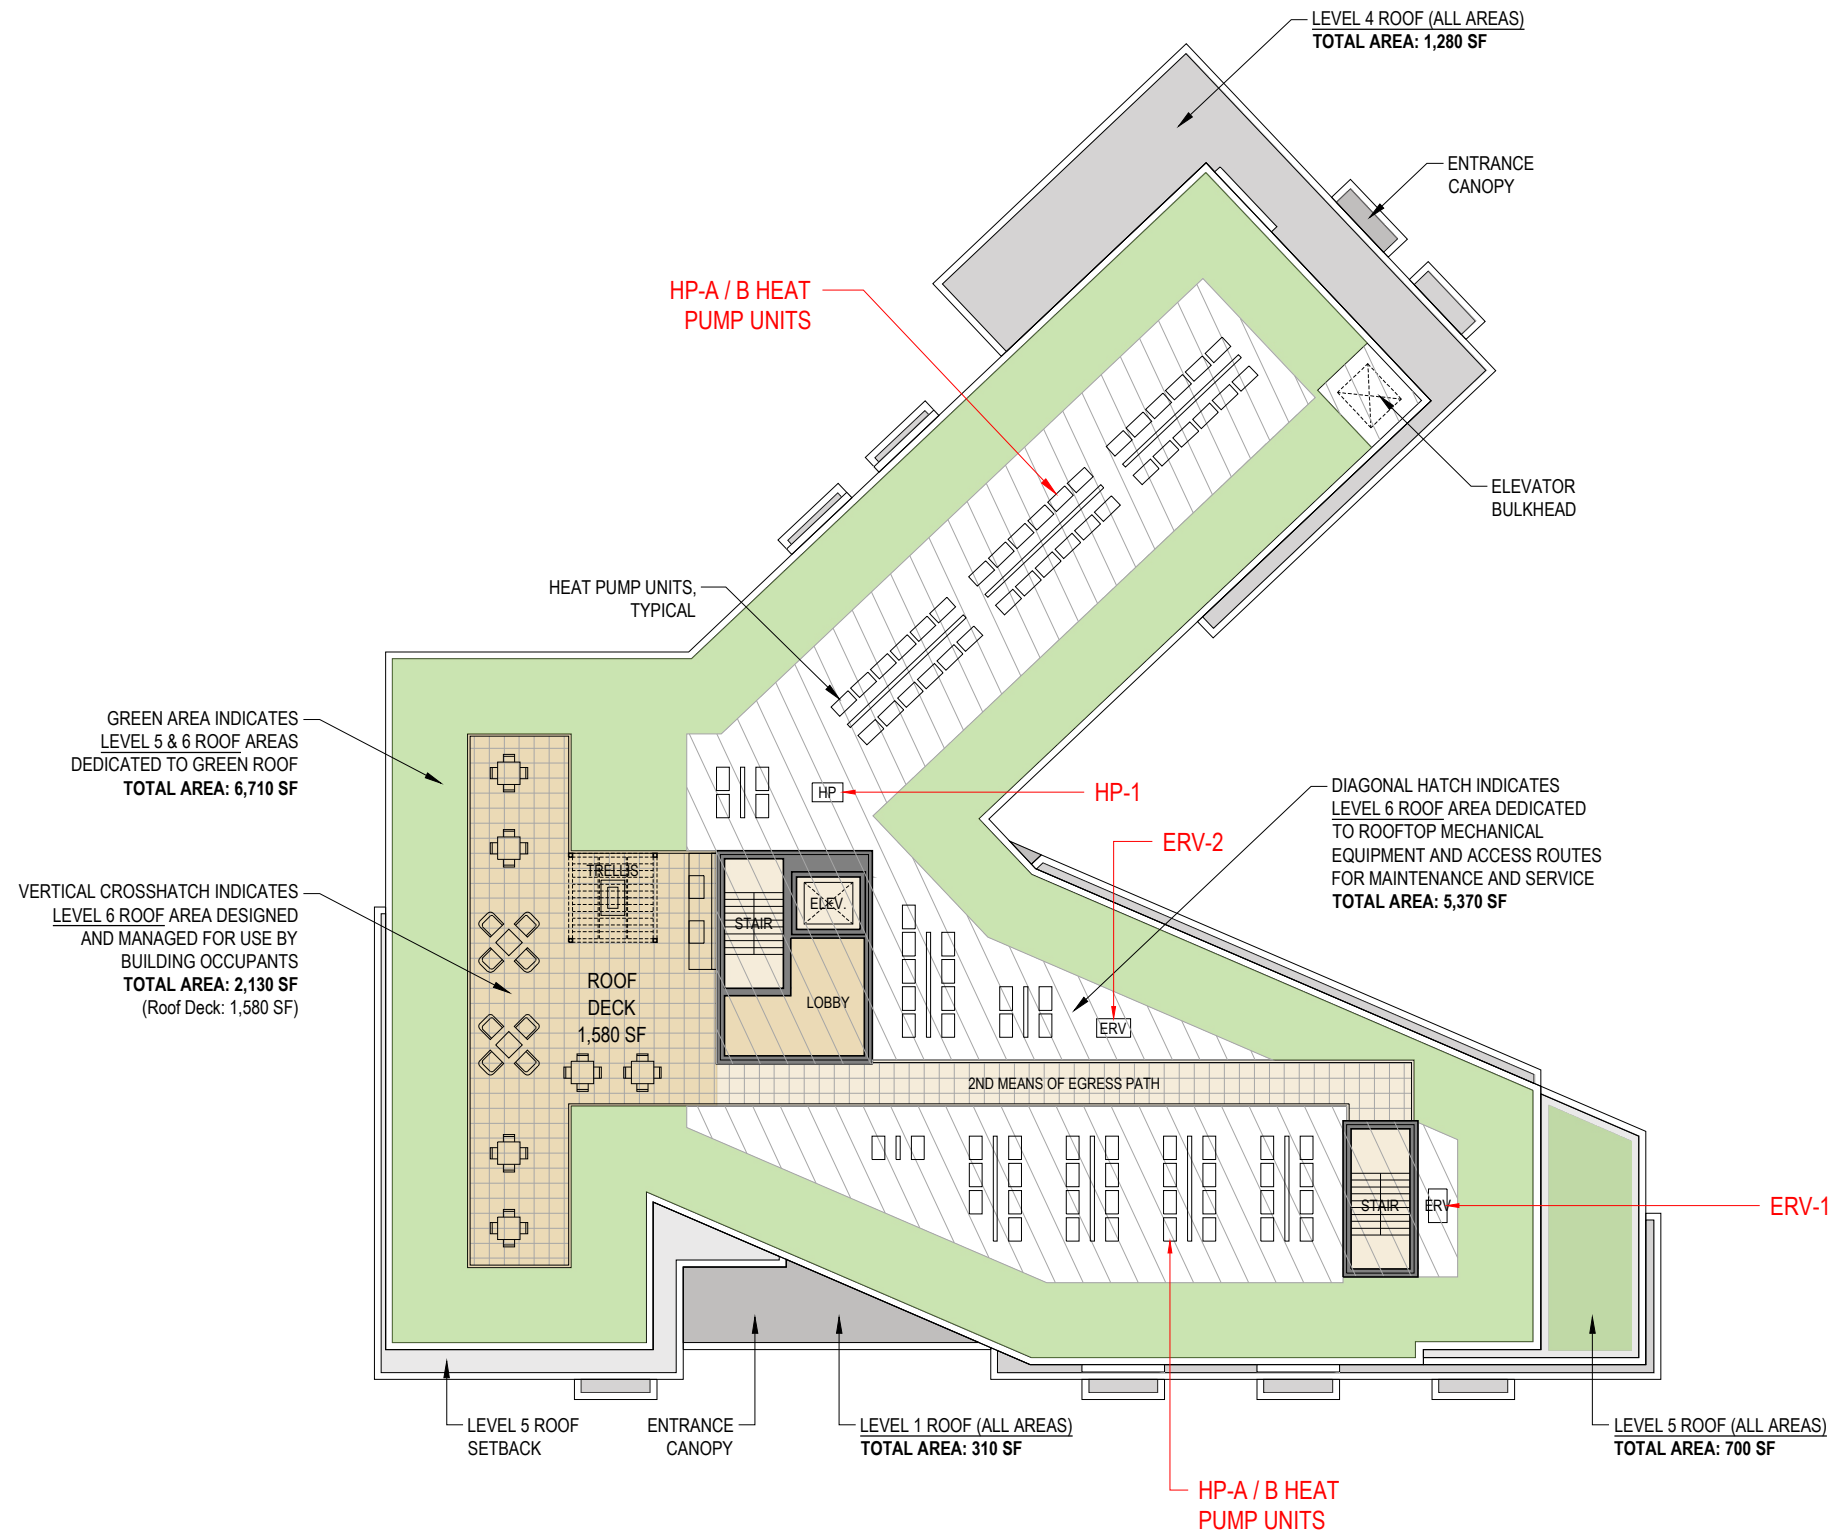 LEVEL 4 ROOF (ALL AREAS)
TOTAL AREA: 1,280 SF
ENTRANCE
CANOPY
HP-A / B HEAT
PUMP UNITS
ELEVATOR
BULKHEAD
HEAT PUMP UNITS,
TYPICAL
GREEN AREA INDICATES
LEVEL 5 & 6 ROOF AREAS
DEDICATED TO GREEN ROOF
TOTAL AREA: 6,710 SF
HP
HP-1
ERV-2
DIAGONAL HATCH INDICATES
LEVEL 6 ROOF AREA DEDICATED
TO ROOFTOP MECHANICAL
EQUIPMENT AND ACCESS ROUTES
FOR MAINTENANCE AND SERVICE
TOTAL AREA: 5,370 SF
VERTICAL CROSSHATCH INDICATES
LEVEL 6 ROOF AREA DESIGNED
AND MANAGED FOR USE BY
BUILDING OCCUPANTS
TOTAL AREA: 2,130 SF
(Roof Deck: 1,580 SF)
TRELLIS
STAIR
ELEV.
LOBBY
ROOF
DECK
1,580 SF
ERV
2ND MEANS OF EGRESS PATH
STAIR
ERV
ERV-1
LEVEL 5 ROOF
SETBACK
ENTRANCE
CANOPY
LEVEL 1 ROOF (ALL AREAS)
TOTAL AREA: 310 SF
LEVEL 5 ROOF (ALL AREAS)
TOTAL AREA: 700 SF
HP-A / B HEAT
PUMP UNITS